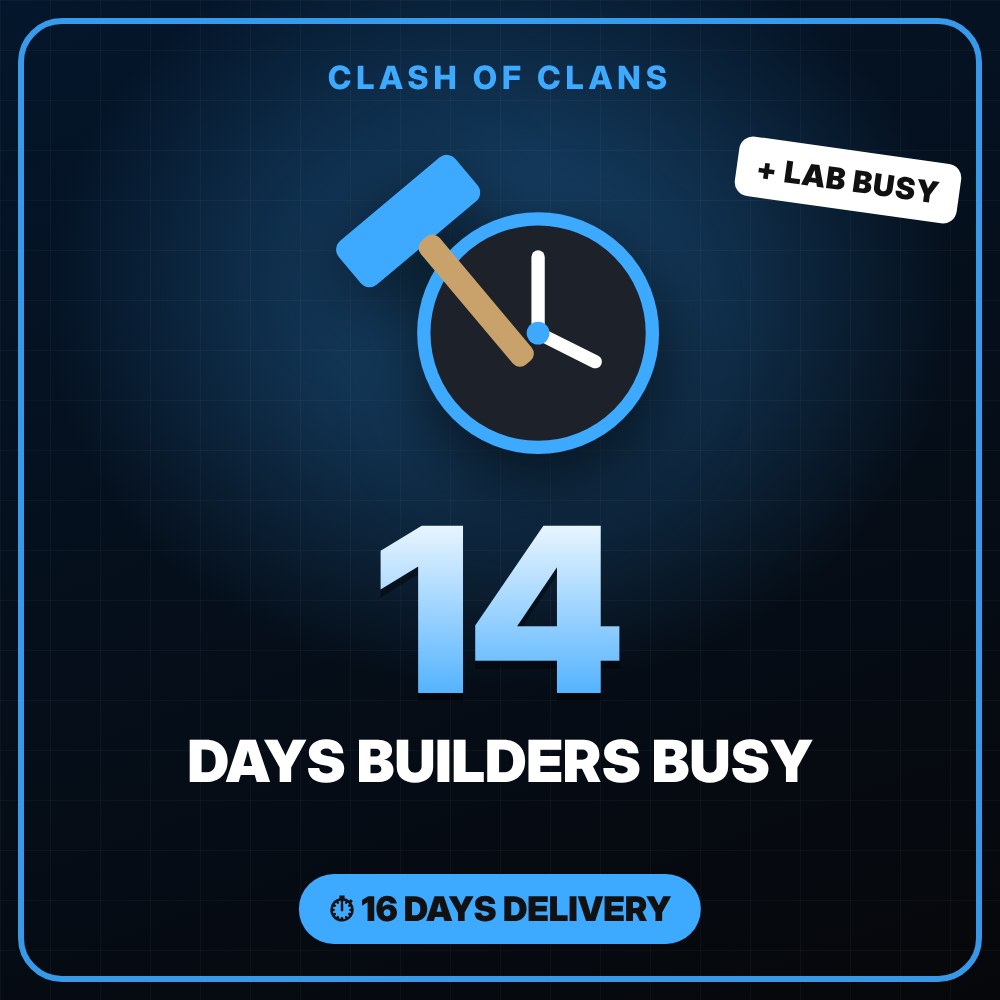 CLASH OF CLANS
+ LAB BUSY
14
DAYS BUILDERS BUSY
⏱ 16 DAYS DELIVERY